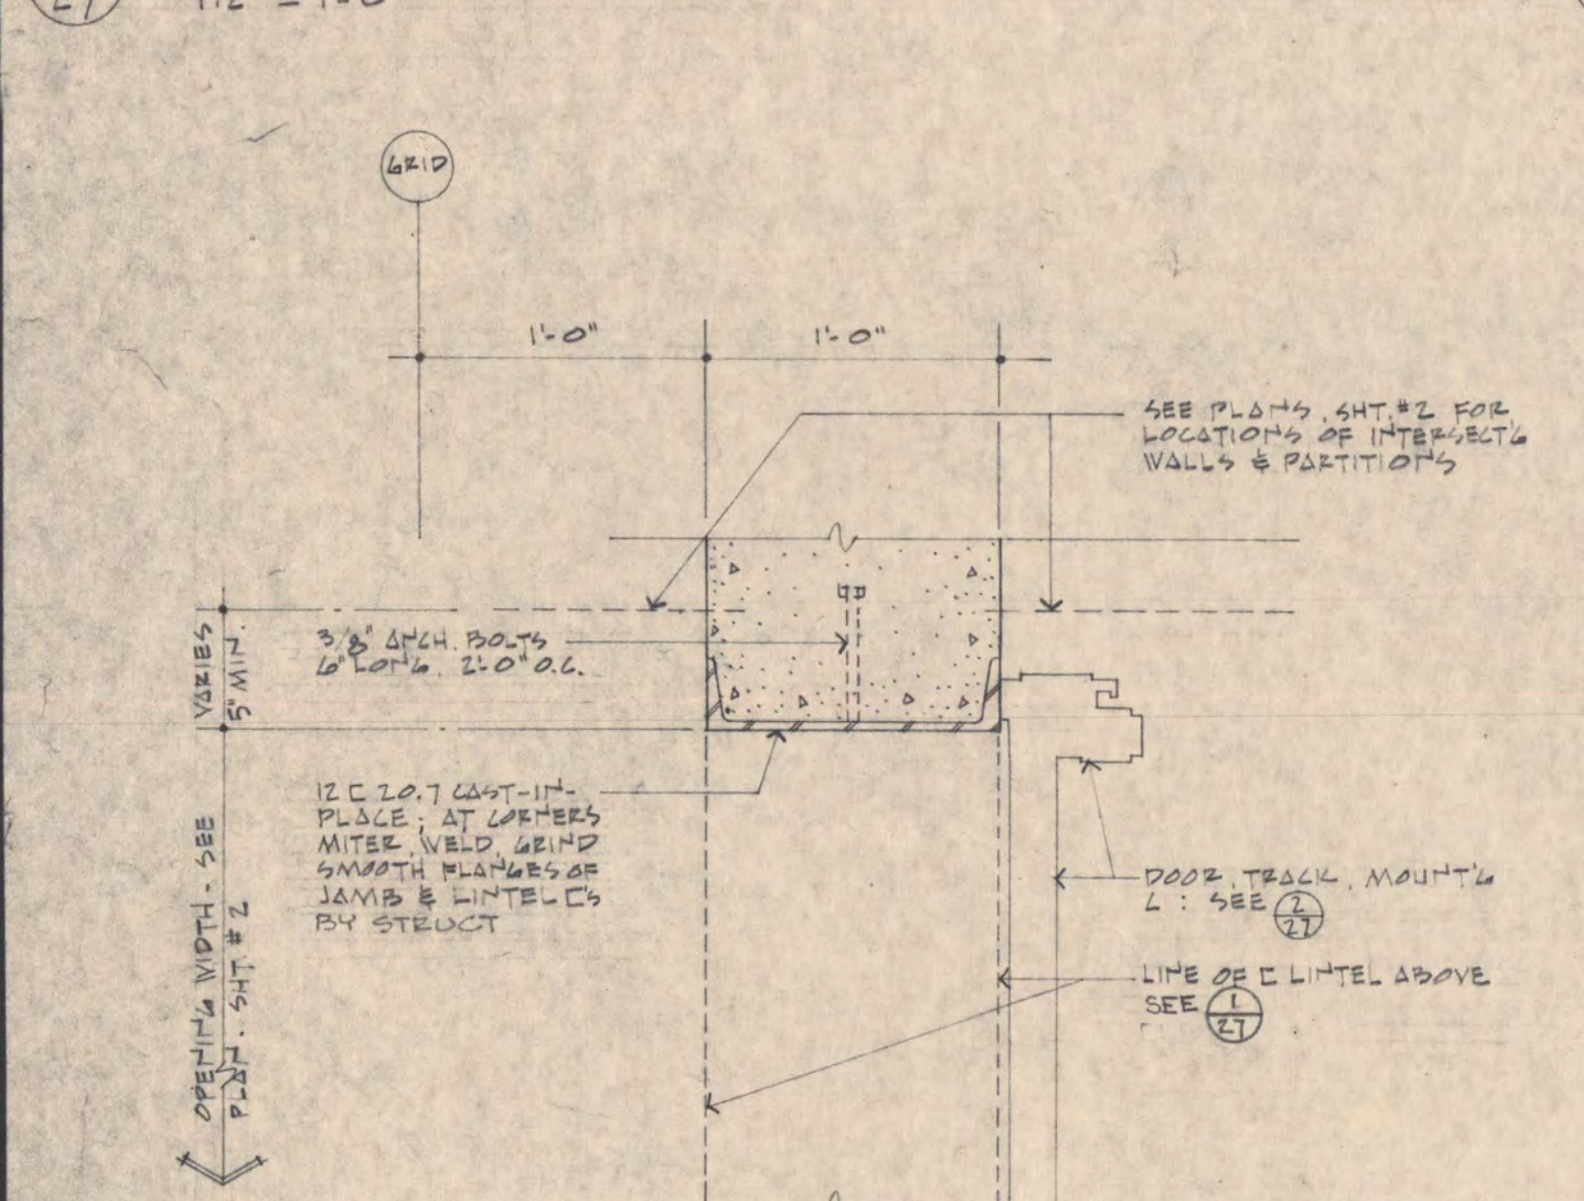 27
GRID
1'-0"
1'-0"
SEE PLANS, SHT. #2 FOR
LOCATIONS OF INTERSECT'G
WALLS & PARTITIONS
VARIES
5" MIN.
3/8" ANCH. BOLTS
6" LONG, 2'-0" O.C.
12 C 20.7 CAST-IN-
PLACE; AT CORNERS
MITER, WELD, GRIND
SMOOTH FLANGES OF
JAMB & LINTEL C'S
BY STRUCT
OPENING WIDTH - SEE
PLAN. SHT #2
DOOR, TRACK, MOUNT'G
L : SEE 2
27
LINE OF C LINTEL ABOVE
SEE 1
27